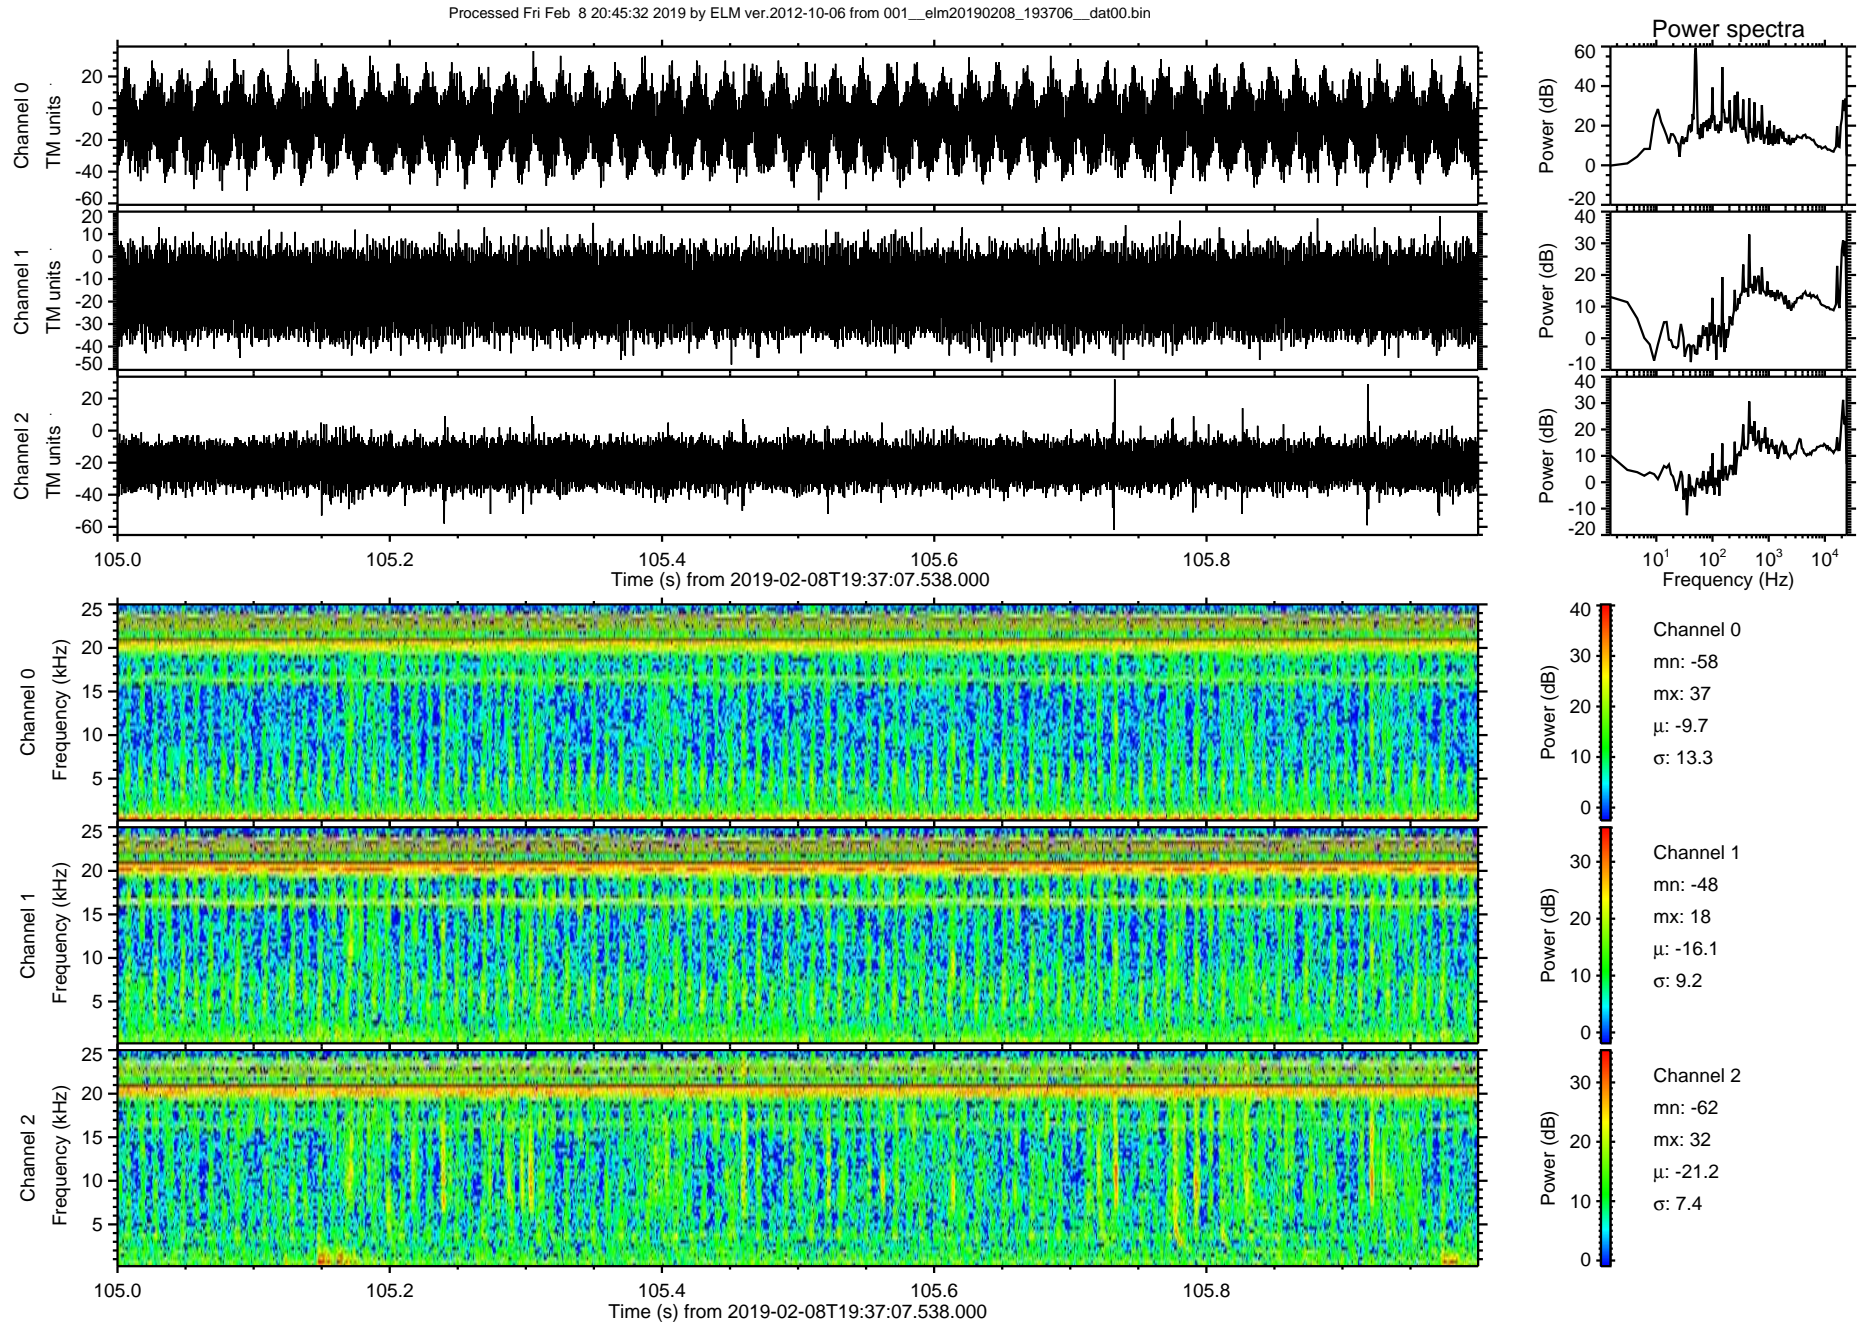 Processed Fri Feb  8 20:45:32 2019 by ELM ver.2012-10-06 from 001__elm20190208_193706__dat00.bin
Power spectra
Channel 0
TM units
20
0
-20
-40
-60
Power (dB)
60
40
20
0
-20
Channel 1
TM units
20
10
0
-10
-20
-30
-40
-50
Power (dB)
40
30
20
10
0
-10
Channel 2
TM units
20
0
-20
-40
-60
Power (dB)
40
30
20
10
0
-10
-20
105.0 105.2 105.4 105.6 105.8
Time (s) from 2019-02-08T19:37:07.538.000
10^1 10^2 10^3 10^4
Frequency (Hz)
Channel 0
Frequency (kHz)
25
20
15
10
5
Power (dB)
40
30
20
10
0
Channel 0
mn: -58
mx: 37
μ: -9.7
σ: 13.3
Channel 1
Frequency (kHz)
25
20
15
10
5
Power (dB)
30
20
10
0
Channel 1
mn: -48
mx: 18
μ: -16.1
σ: 9.2
Channel 2
Frequency (kHz)
25
20
15
10
5
Power (dB)
30
20
10
0
Channel 2
mn: -62
mx: 32
μ: -21.2
σ: 7.4
105.0 105.2 105.4 105.6 105.8
Time (s) from 2019-02-08T19:37:07.538.000